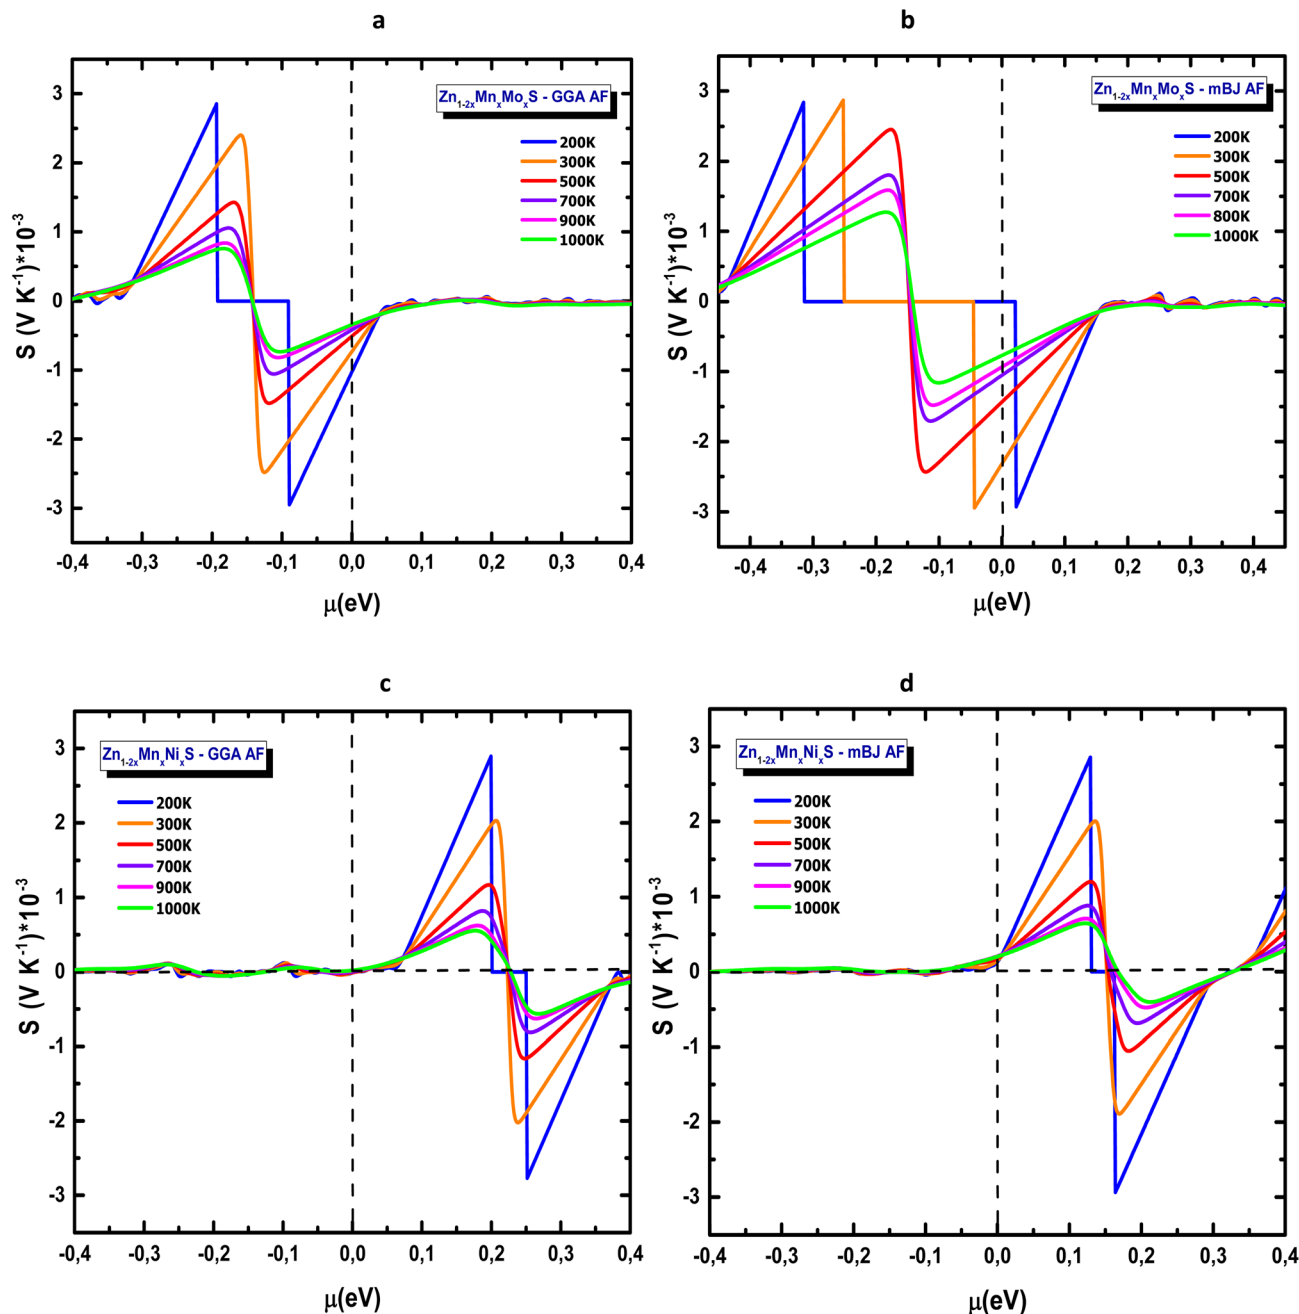 a
Zn1-2xMnxMoxS - GGA AF
200K
300K
500K
700K
900K
1000K
S (V K-1)*10-3
3
2
1
0
-1
-2
-3
-0,4 -0,3 -0,2 -0,1 0,0 0,1 0,2 0,3 0,4
μ(eV)
b
Zn1-2xMnxMoxS - mBJ AF
200K
300K
500K
700K
800K
1000K
S (V K-1)*10-3
3
2
1
0
-1
-2
-3
-0,4 -0,3 -0,2 -0,1 0,0 0,1 0,2 0,3 0,4
μ(eV)
c
Zn1-2xMnxNixS - GGA AF
200K
300K
500K
700K
900K
1000K
S (V K-1)*10-3
3
2
1
0
-1
-2
-3
-0,4 -0,3 -0,2 -0,1 0,0 0,1 0,2 0,3 0,4
μ(eV)
d
Zn1-2xMnxNixS - mBJ AF
200K
300K
500K
700K
900K
1000K
S (V K-1)*10-3
3
2
1
0
-1
-2
-3
-0,4 -0,3 -0,2 -0,1 0,0 0,1 0,2 0,3 0,4
μ(eV)